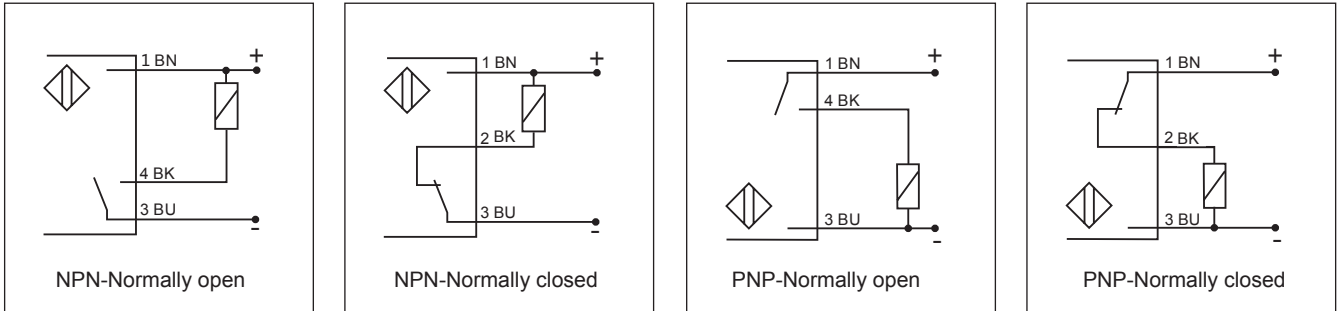 1 BN
+
4 BK
3 BU
-
NPN-Normally open
1 BN
+
2 BK
3 BU
-
NPN-Normally closed
1 BN
+
4 BK
3 BU
-
PNP-Normally open
1 BN
+
2 BK
3 BU
-
PNP-Normally closed